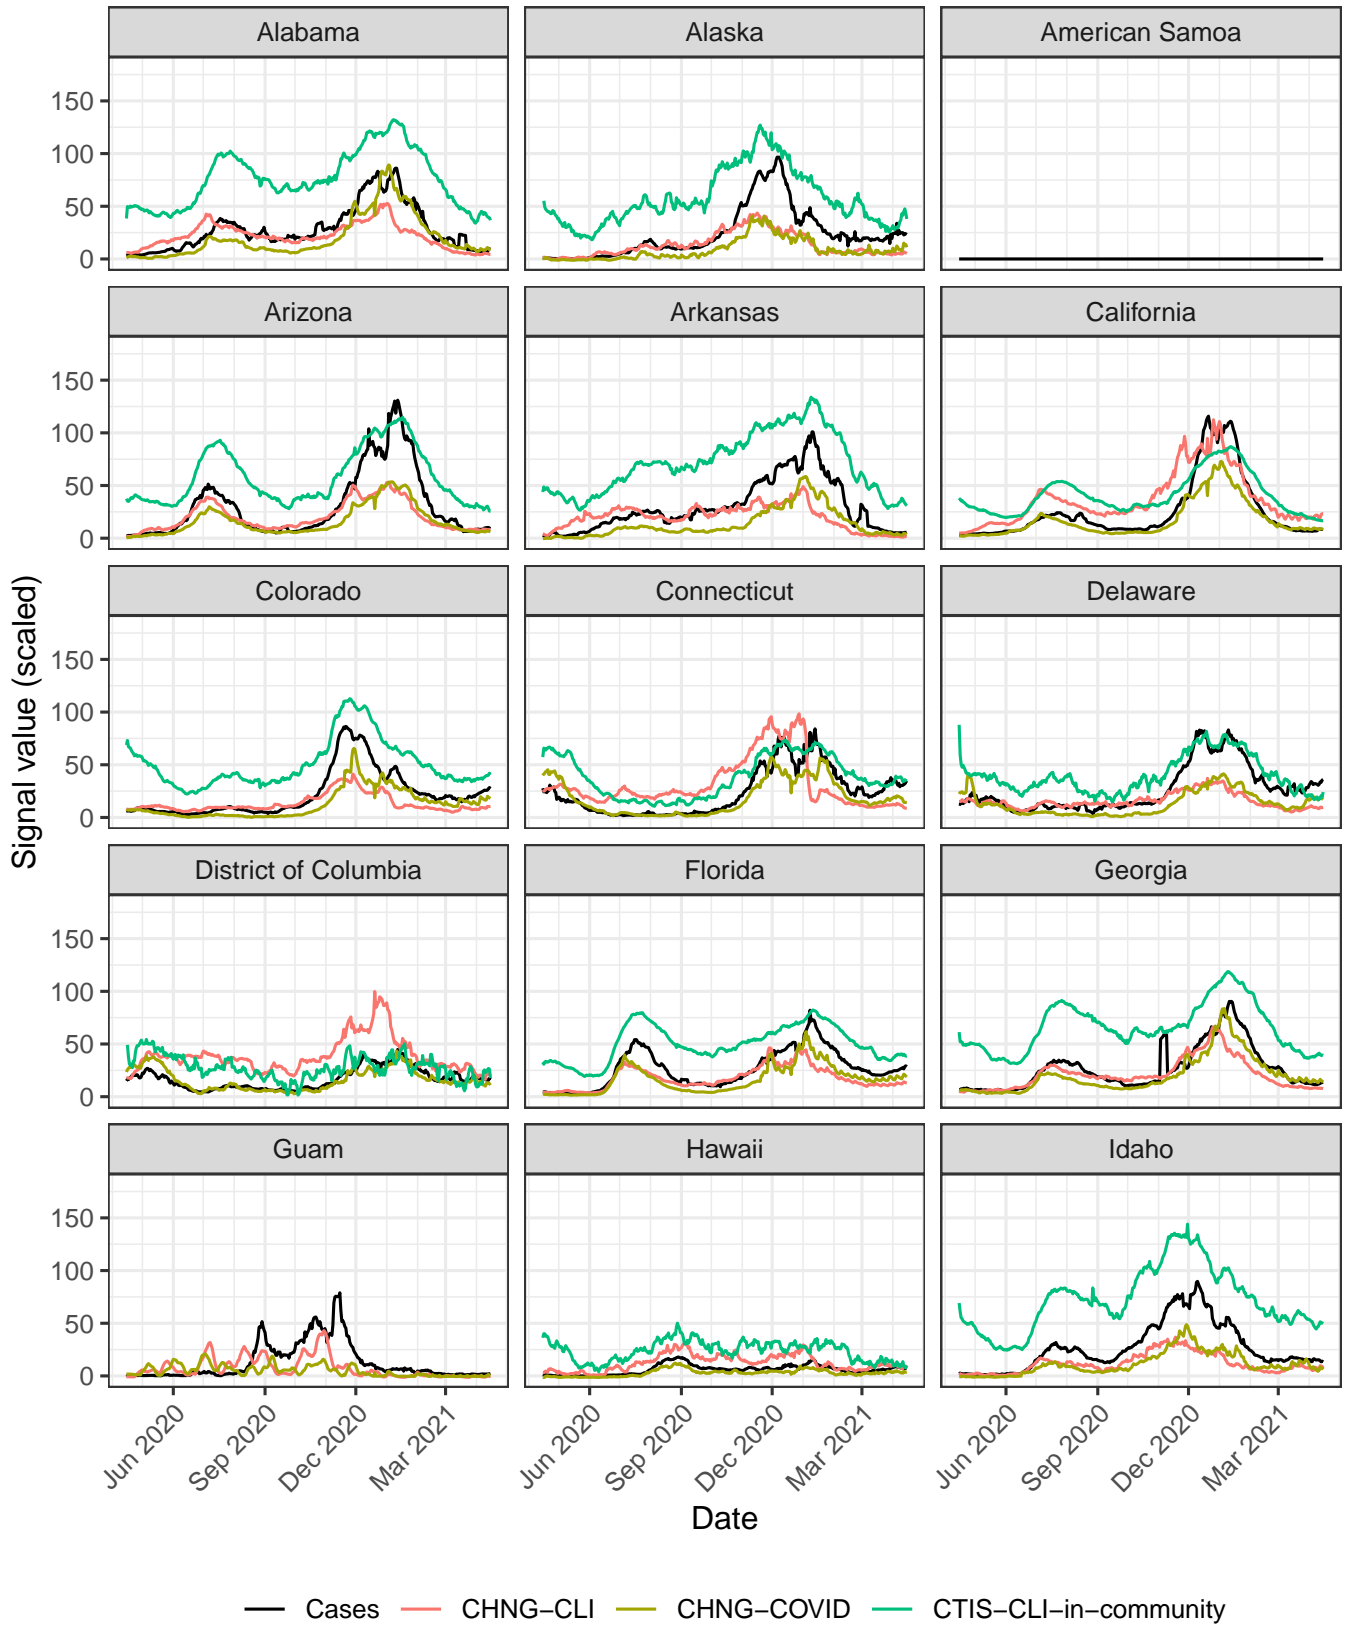 Alabama
Alaska
American Samoa
150
100
50
0
Arizona
Arkansas
California
150
100
50
0
Colorado
Connecticut
Delaware
150
100
50
0
Signal value (scaled)
District of Columbia
Florida
Georgia
150
100
50
0
Guam
Hawaii
Idaho
150
100
50
0
Jun 2020
Sep 2020
Dec 2020
Mar 2021
Jun 2020
Sep 2020
Dec 2020
Mar 2021
Jun 2020
Sep 2020
Dec 2020
Mar 2021
Date
Cases CHNG−CLI CHNG−COVID CTIS−CLI−in−community